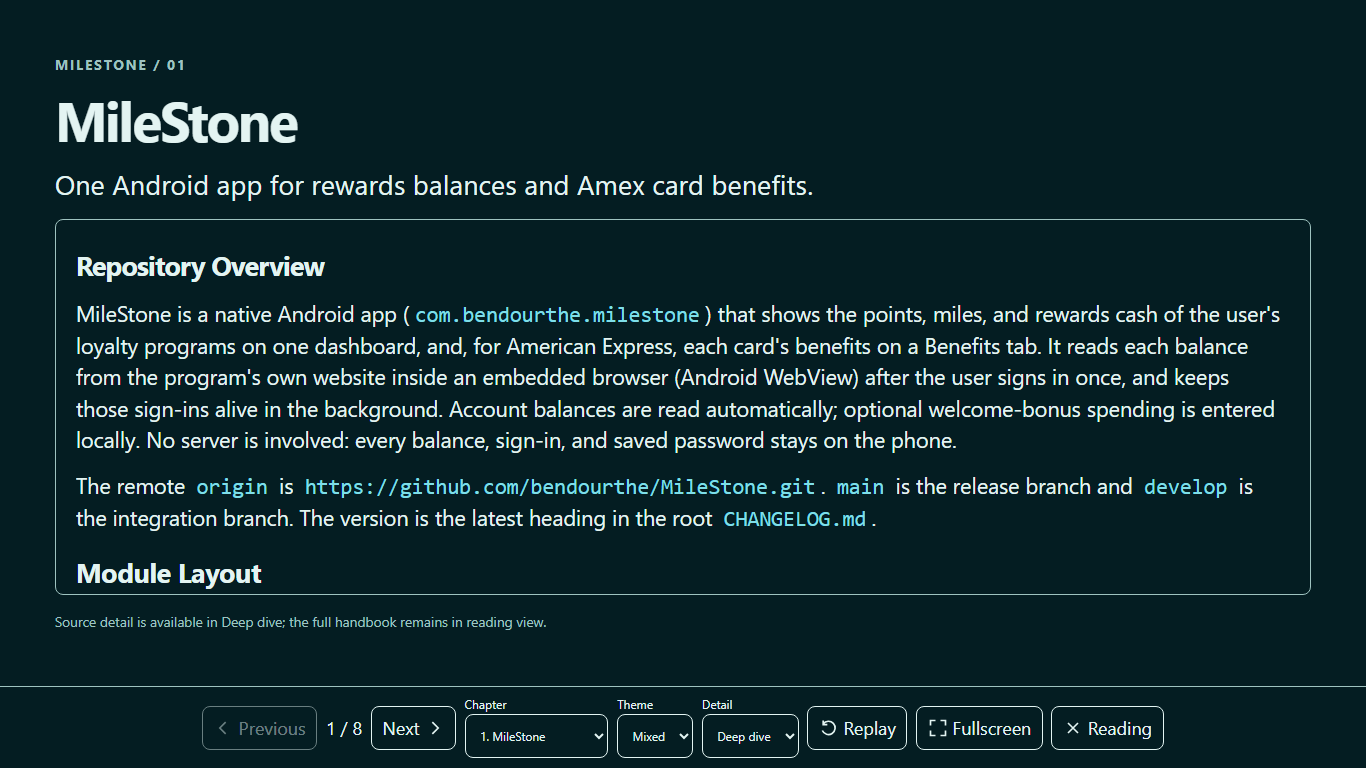 MILESTONE / 01
MileStone
One Android app for rewards balances and Amex card benefits.
Repository Overview
MileStone is a native Android app ( com.bendourthe.milestone ) that shows the points, miles, and rewards cash of the user's
loyalty programs on one dashboard, and, for American Express, each card's benefits on a Benefits tab. It reads each balance
from the program's own website inside an embedded browser (Android WebView) after the user signs in once, and keeps
those sign-ins alive in the background. Account balances are read automatically; optional welcome-bonus spending is entered
locally. No server is involved: every balance, sign-in, and saved password stays on the phone.
The remote origin is https://github.com/bendourthe/MileStone.git . main is the release branch and develop is
the integration branch. The version is the latest heading in the root CHANGELOG.md .
Module Layout
Source detail is available in Deep dive; the full handbook remains in reading view.
Chapter Theme Detail
Previous 1 / 8 Next 1. MileStone Mixed Deep dive Replay Fullscreen Reading